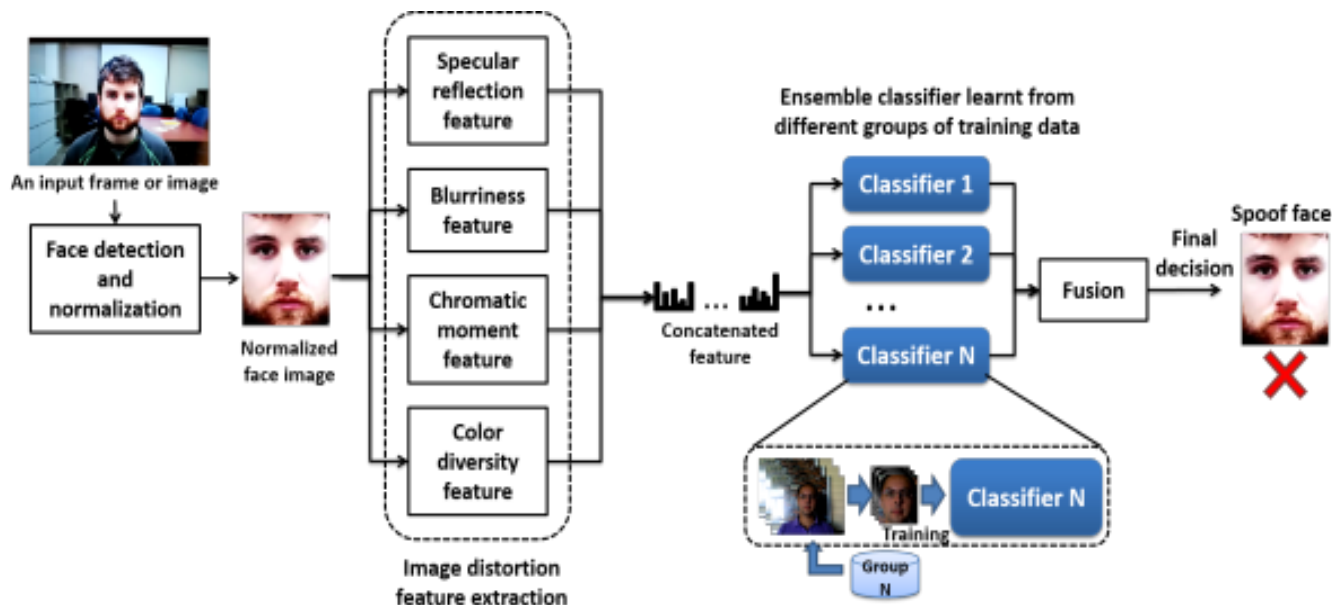 An input frame or image
Face detection
and
normalization
Normalized
face image
Specular
reflection
feature
Blurriness
feature
Chromatic
moment
feature
Color
diversity
feature
Image distortion
feature extraction
...
Concatenated
feature
Ensemble classifier learnt from
different groups of training data
Classifier 1
Classifier 2
...
Classifier N
Training
Classifier N
Group
N
Fusion
Final
decision
Spoof face